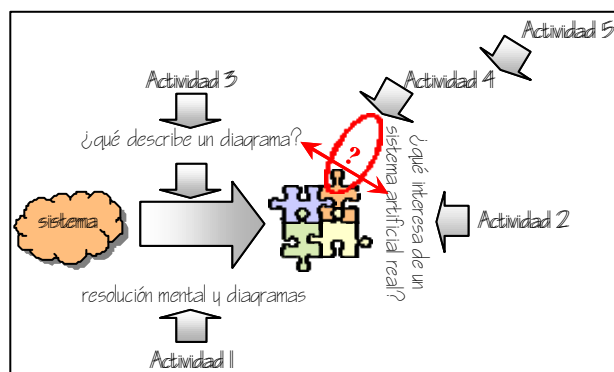 Actividad 5
Actividad 3
Actividad 4
¿qué describe un diagrama?
?
¿qué interesa de un
sistema artificial real?
sistema
Actividad 2
resolución mental y diagramas
Actividad 1